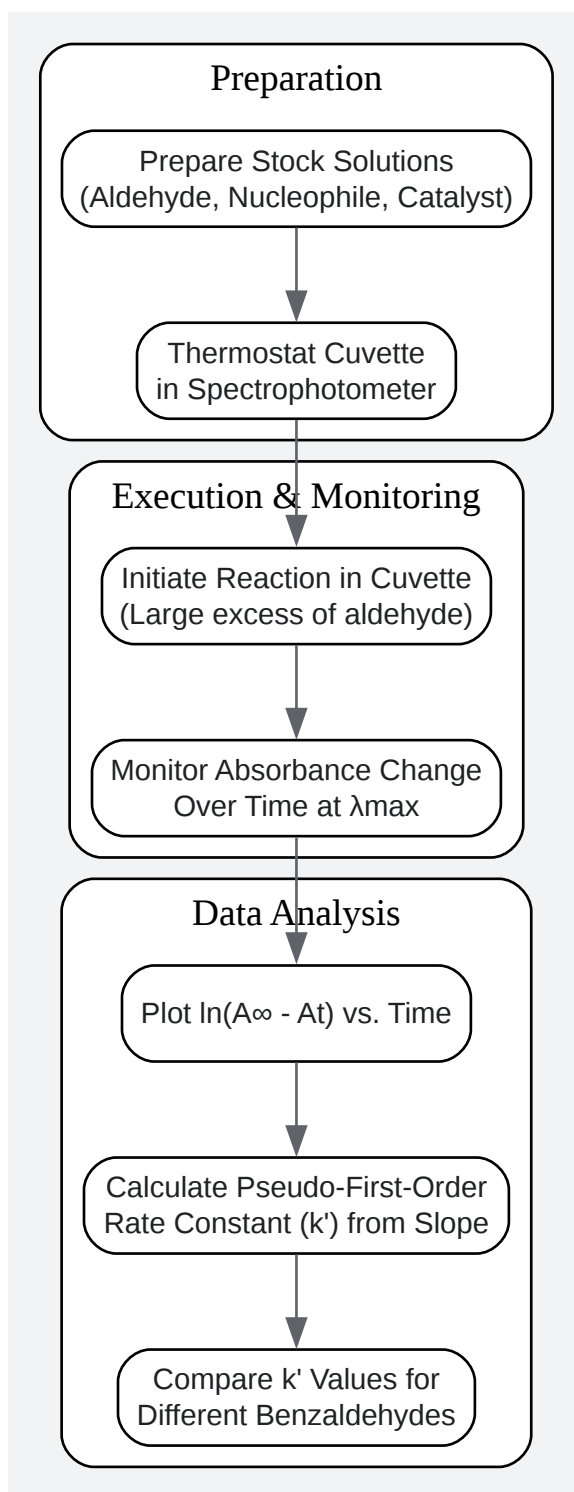 Preparation
Prepare Stock Solutions
(Aldehyde, Nucleophile, Catalyst)
Thermostat Cuvette
in Spectrophotometer
Execution & Monitoring
Initiate Reaction in Cuvette
(Large excess of aldehyde)
Monitor Absorbance Change
Over Time at λmax
Data Analysis
Plot ln(A∞ - At) vs. Time
Calculate Pseudo-First-Order
Rate Constant (k') from Slope
Compare k' Values for
Different Benzaldehydes